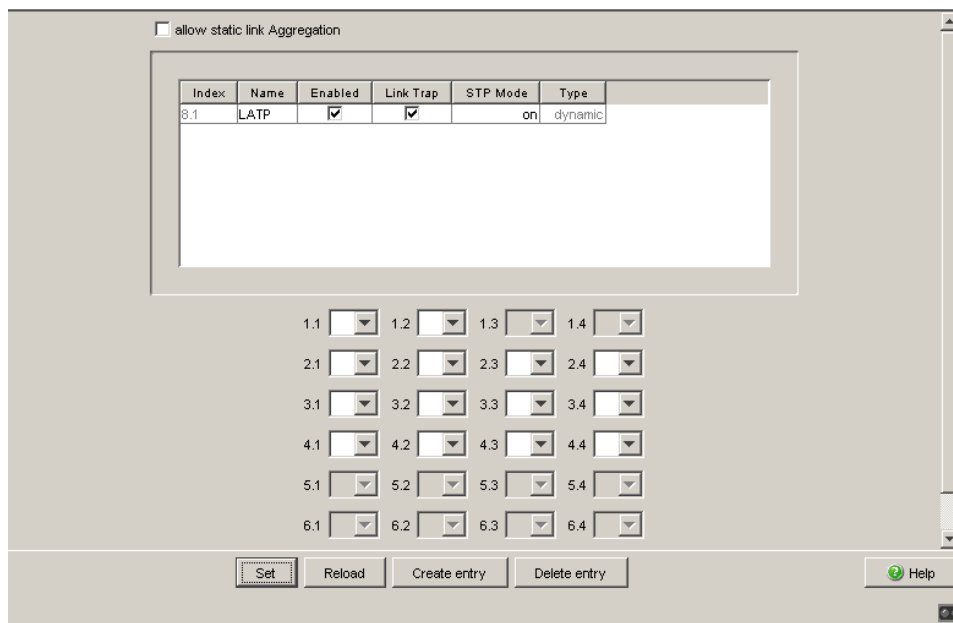 allow static link Aggregation
Index Name Enabled Link Trap STP Mode Type
8.1 LATP on dynamic
1.1 1.2 1.3 1.4
2.1 2.2 2.3 2.4
3.1 3.2 3.3 3.4
4.1 4.2 4.3 4.4
5.1 5.2 5.3 5.4
6.1 6.2 6.3 6.4
Set Reload Create entry Delete entry Help